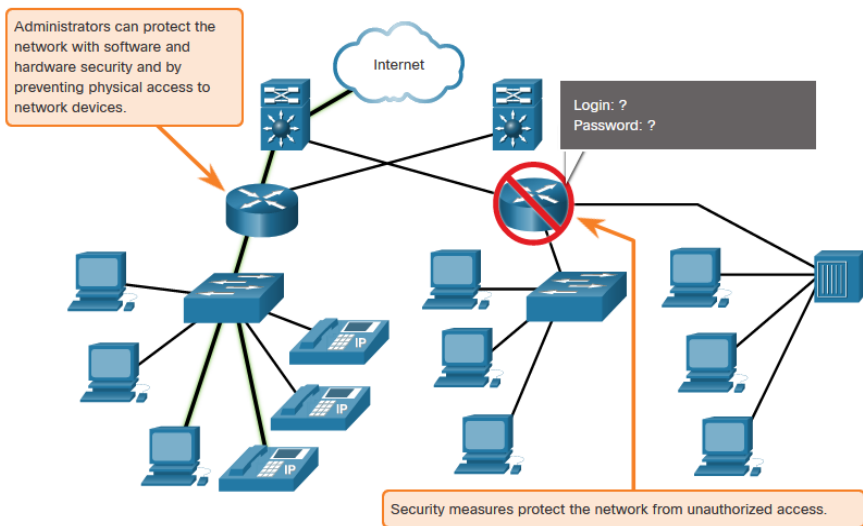 Administrators can protect the
network with software and
hardware security and by
preventing physical access to
network devices.
Internet
Login: ?
Password: ?
IP
IP
IP
Security measures protect the network from unauthorized access.